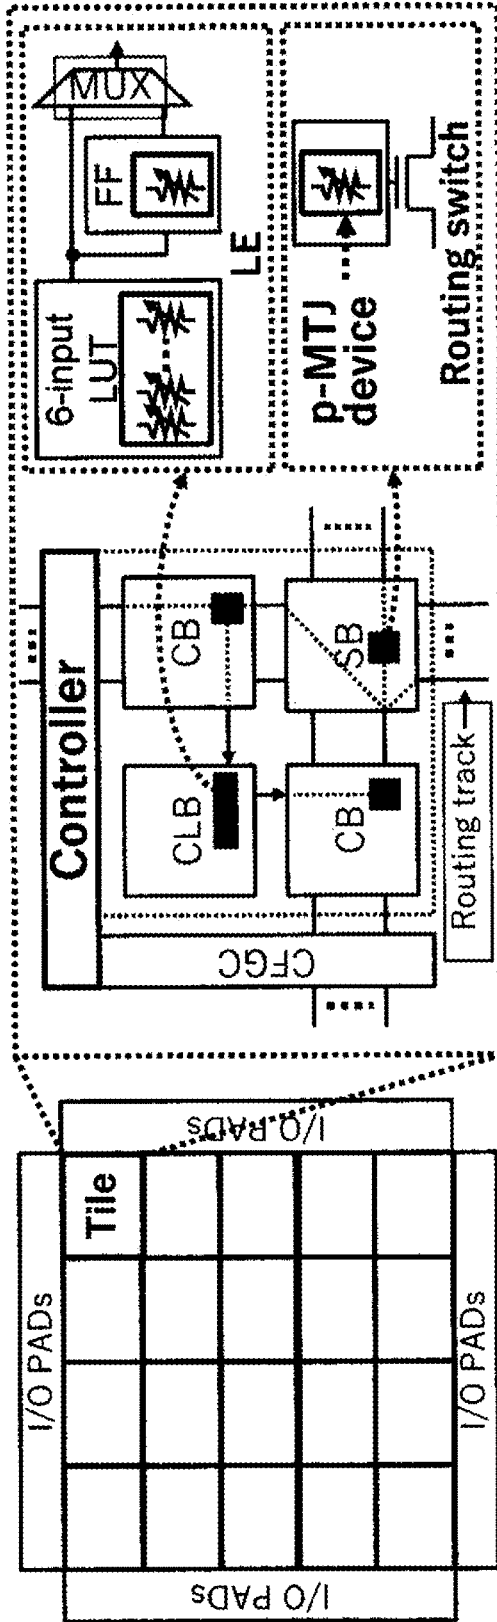 I/O PADs
Tile
I/O PADs
I/O PADs
I/O PADs
Controller
CFGC
CLB
CB
CB
SB
Routing track
6-input
LUT
FF
MUX
LE
p-MTJ
device
Routing switch